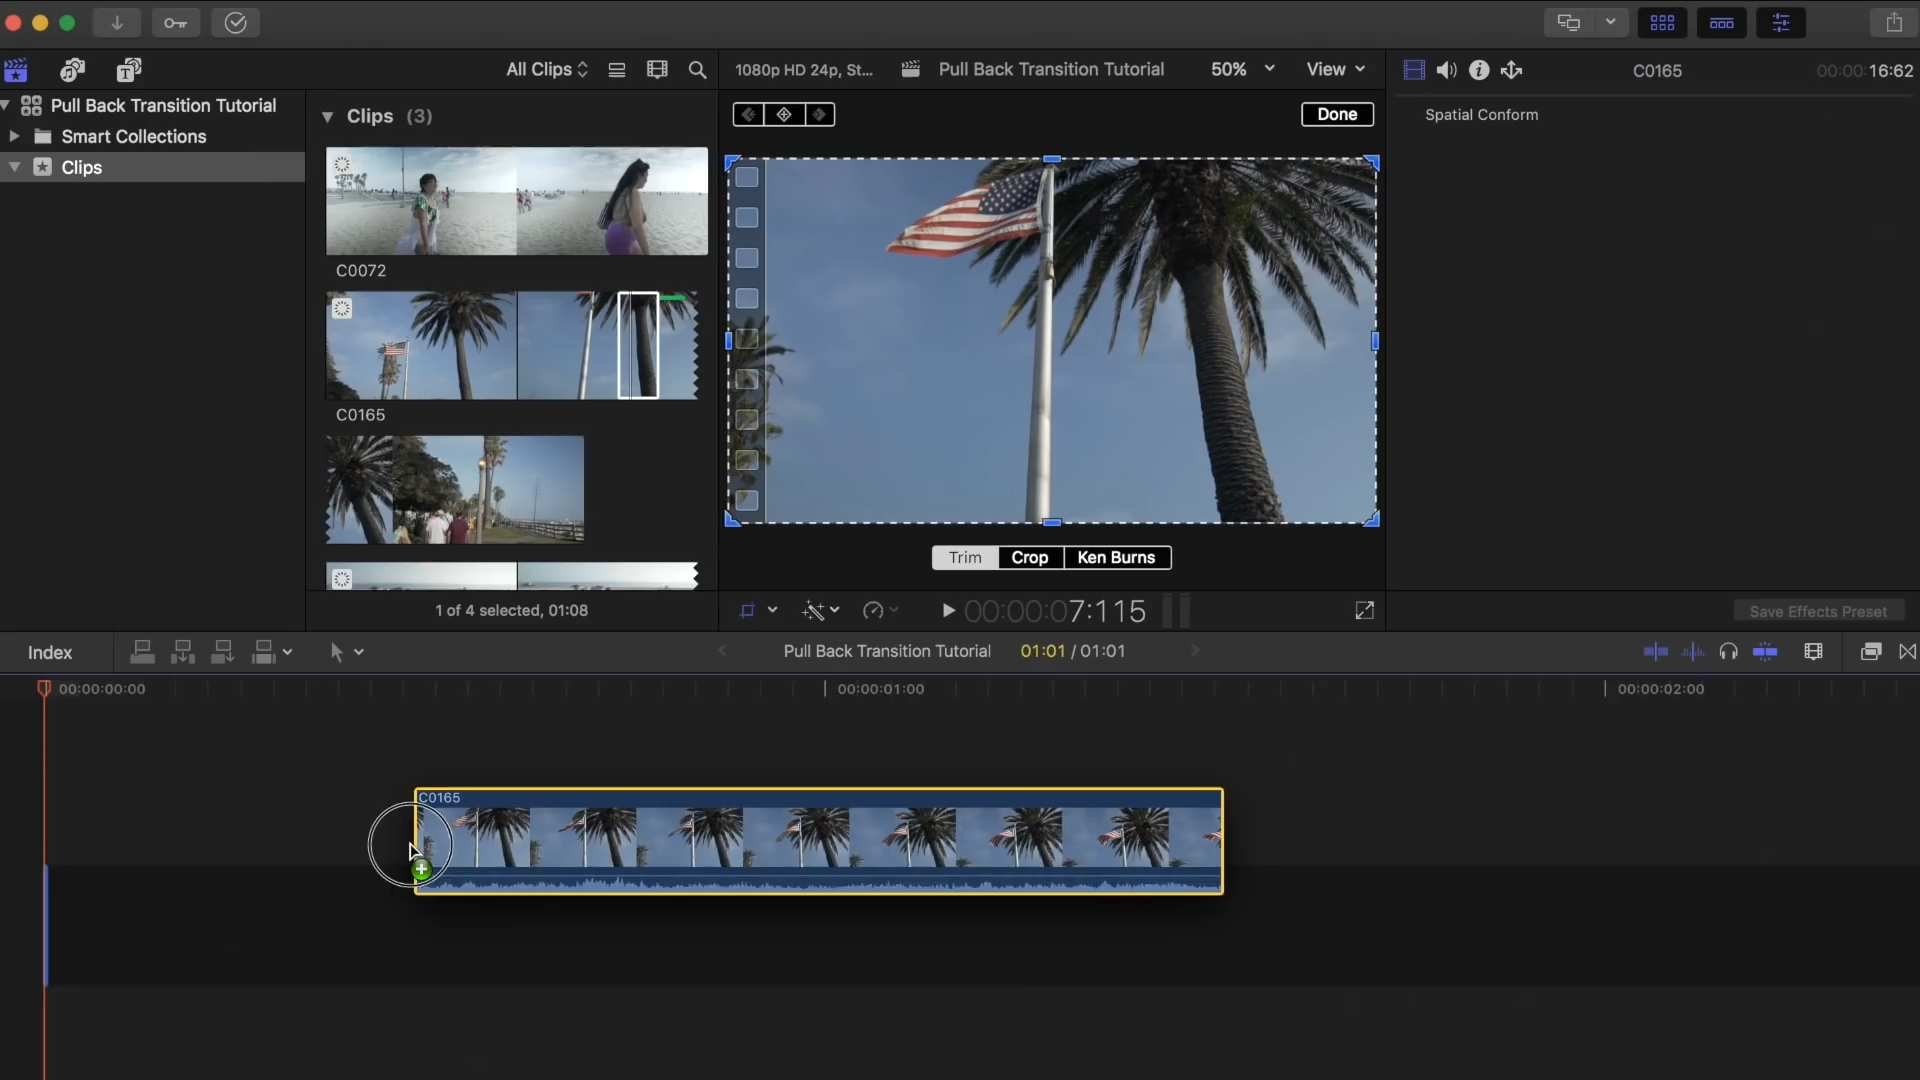 All Clips
1080p HD 24p, St...
Pull Back Transition Tutorial
50%
View
C0165
00:00:16:62
Pull Back Transition Tutorial
Smart Collections
Clips
Clips (3)
C0072
C0165
1 of 4 selected, 01:08
Done
Trim
Crop
Ken Burns
00:00:07:115
Spatial Conform
Save Effects Preset
Index
Pull Back Transition Tutorial
01:01 / 01:01
00:00:00:00
00:00:01:00
00:00:02:00
C0165